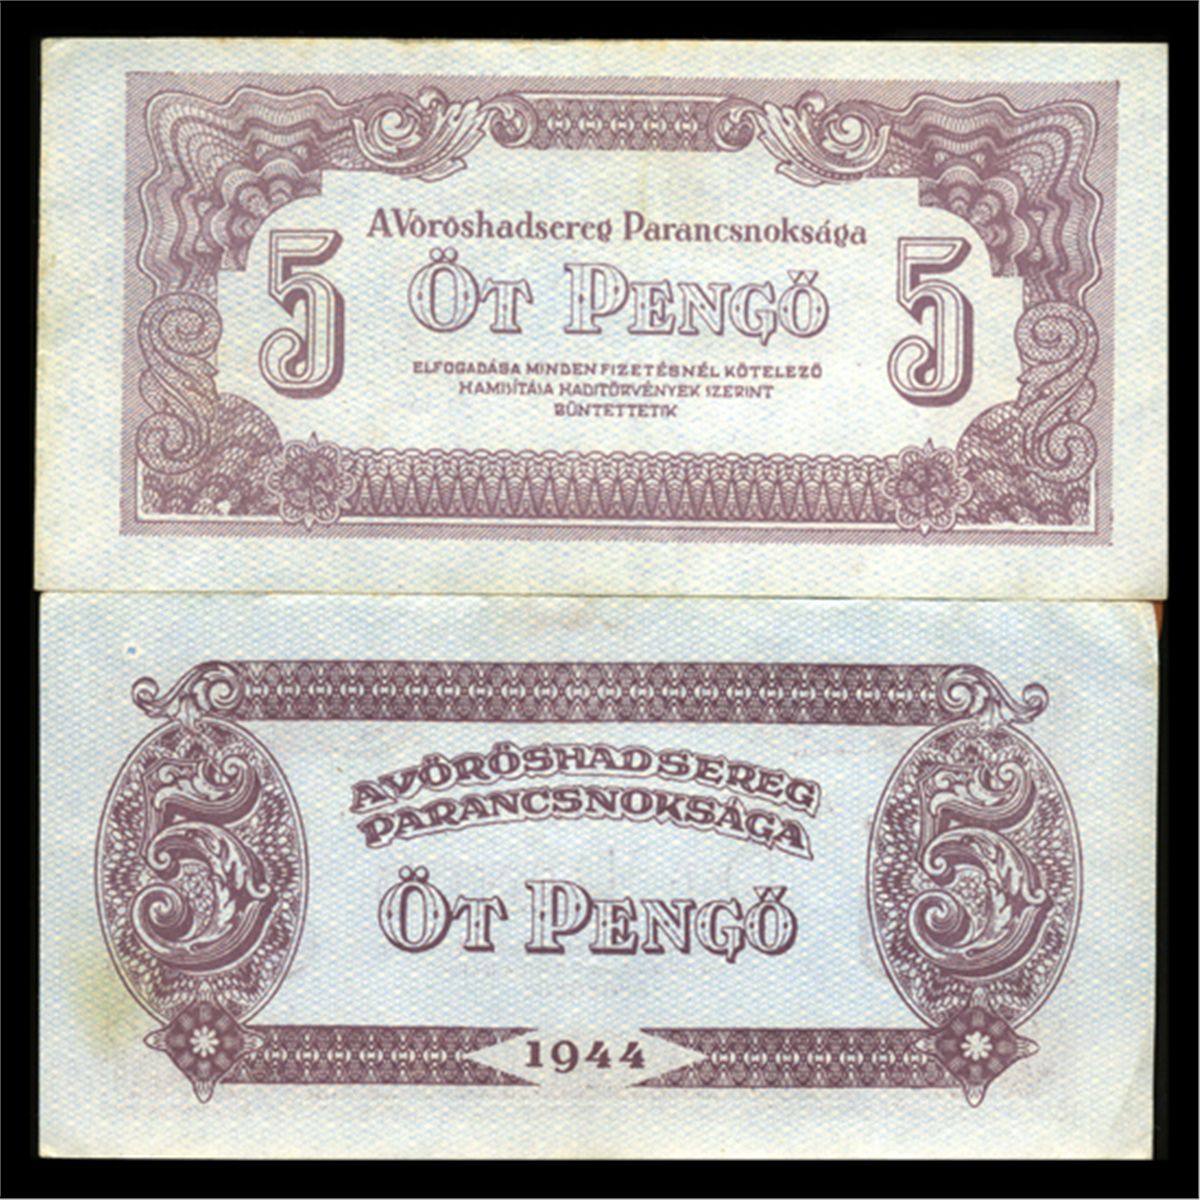 A Vöröshadsereg Parancsnoksága
5 ÖT PENGŐ 5
ELFOGADÁSA MINDEN FIZETÉSNÉL KÖTELEZŐ
HAMISÍTÁSA HADITÖRVÉNYEK SZERINT
BÜNTETTETIK
A VÖRÖSHADSEREG
PARANCSNOKSÁGA
5 ÖT PENGŐ 5
1944